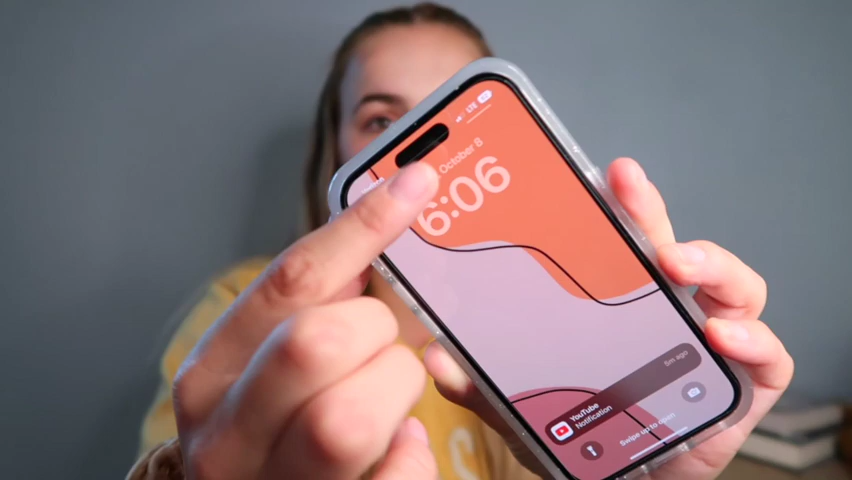 LTE
October 8
6:06
5m ago
YouTube
Notification
Swipe up to open